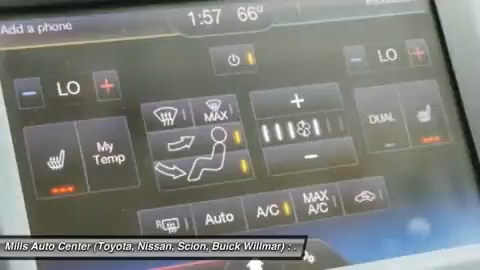 Add a phone
1:57 66°
Information
LO
LO
MAX
My
Temp
DUAL
R
Auto
A/C
MAX
A/C
Mills Auto Center (Toyota, Nissan, Scion, Buick Willmar) : .